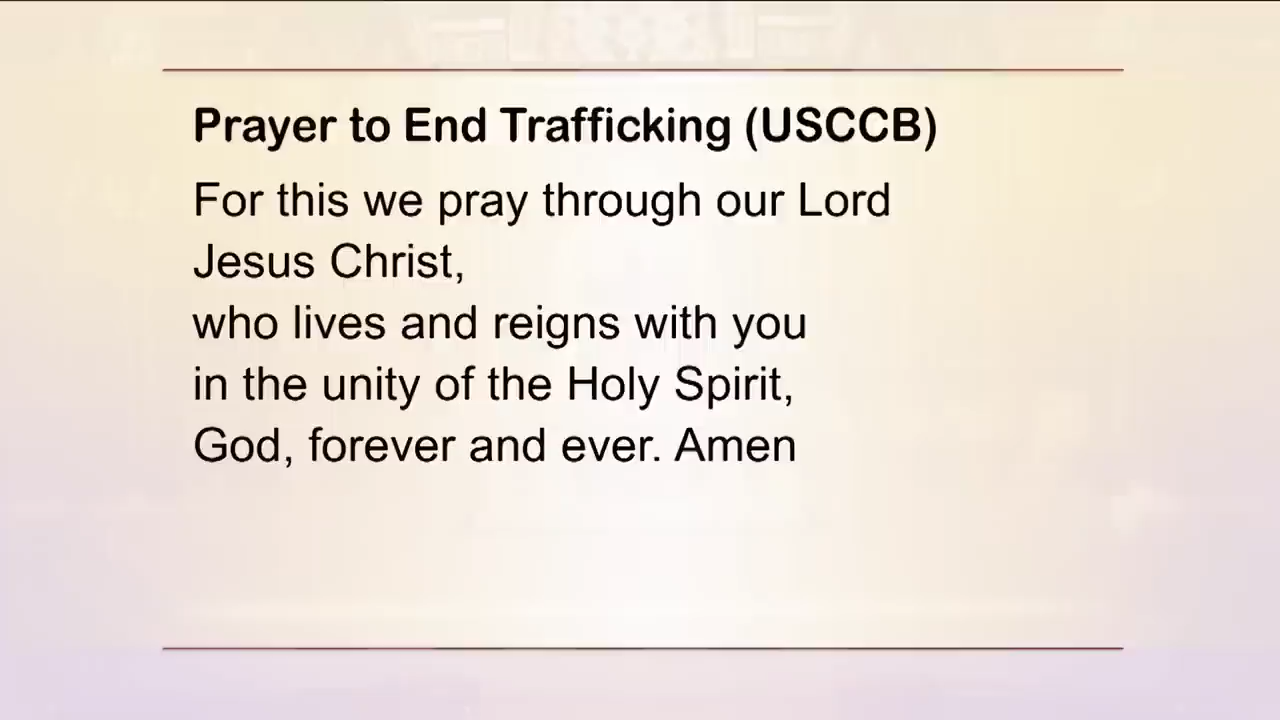 Prayer to End Trafficking (USCCB)
For this we pray through our Lord
Jesus Christ,
who lives and reigns with you
in the unity of the Holy Spirit,
God, forever and ever. Amen